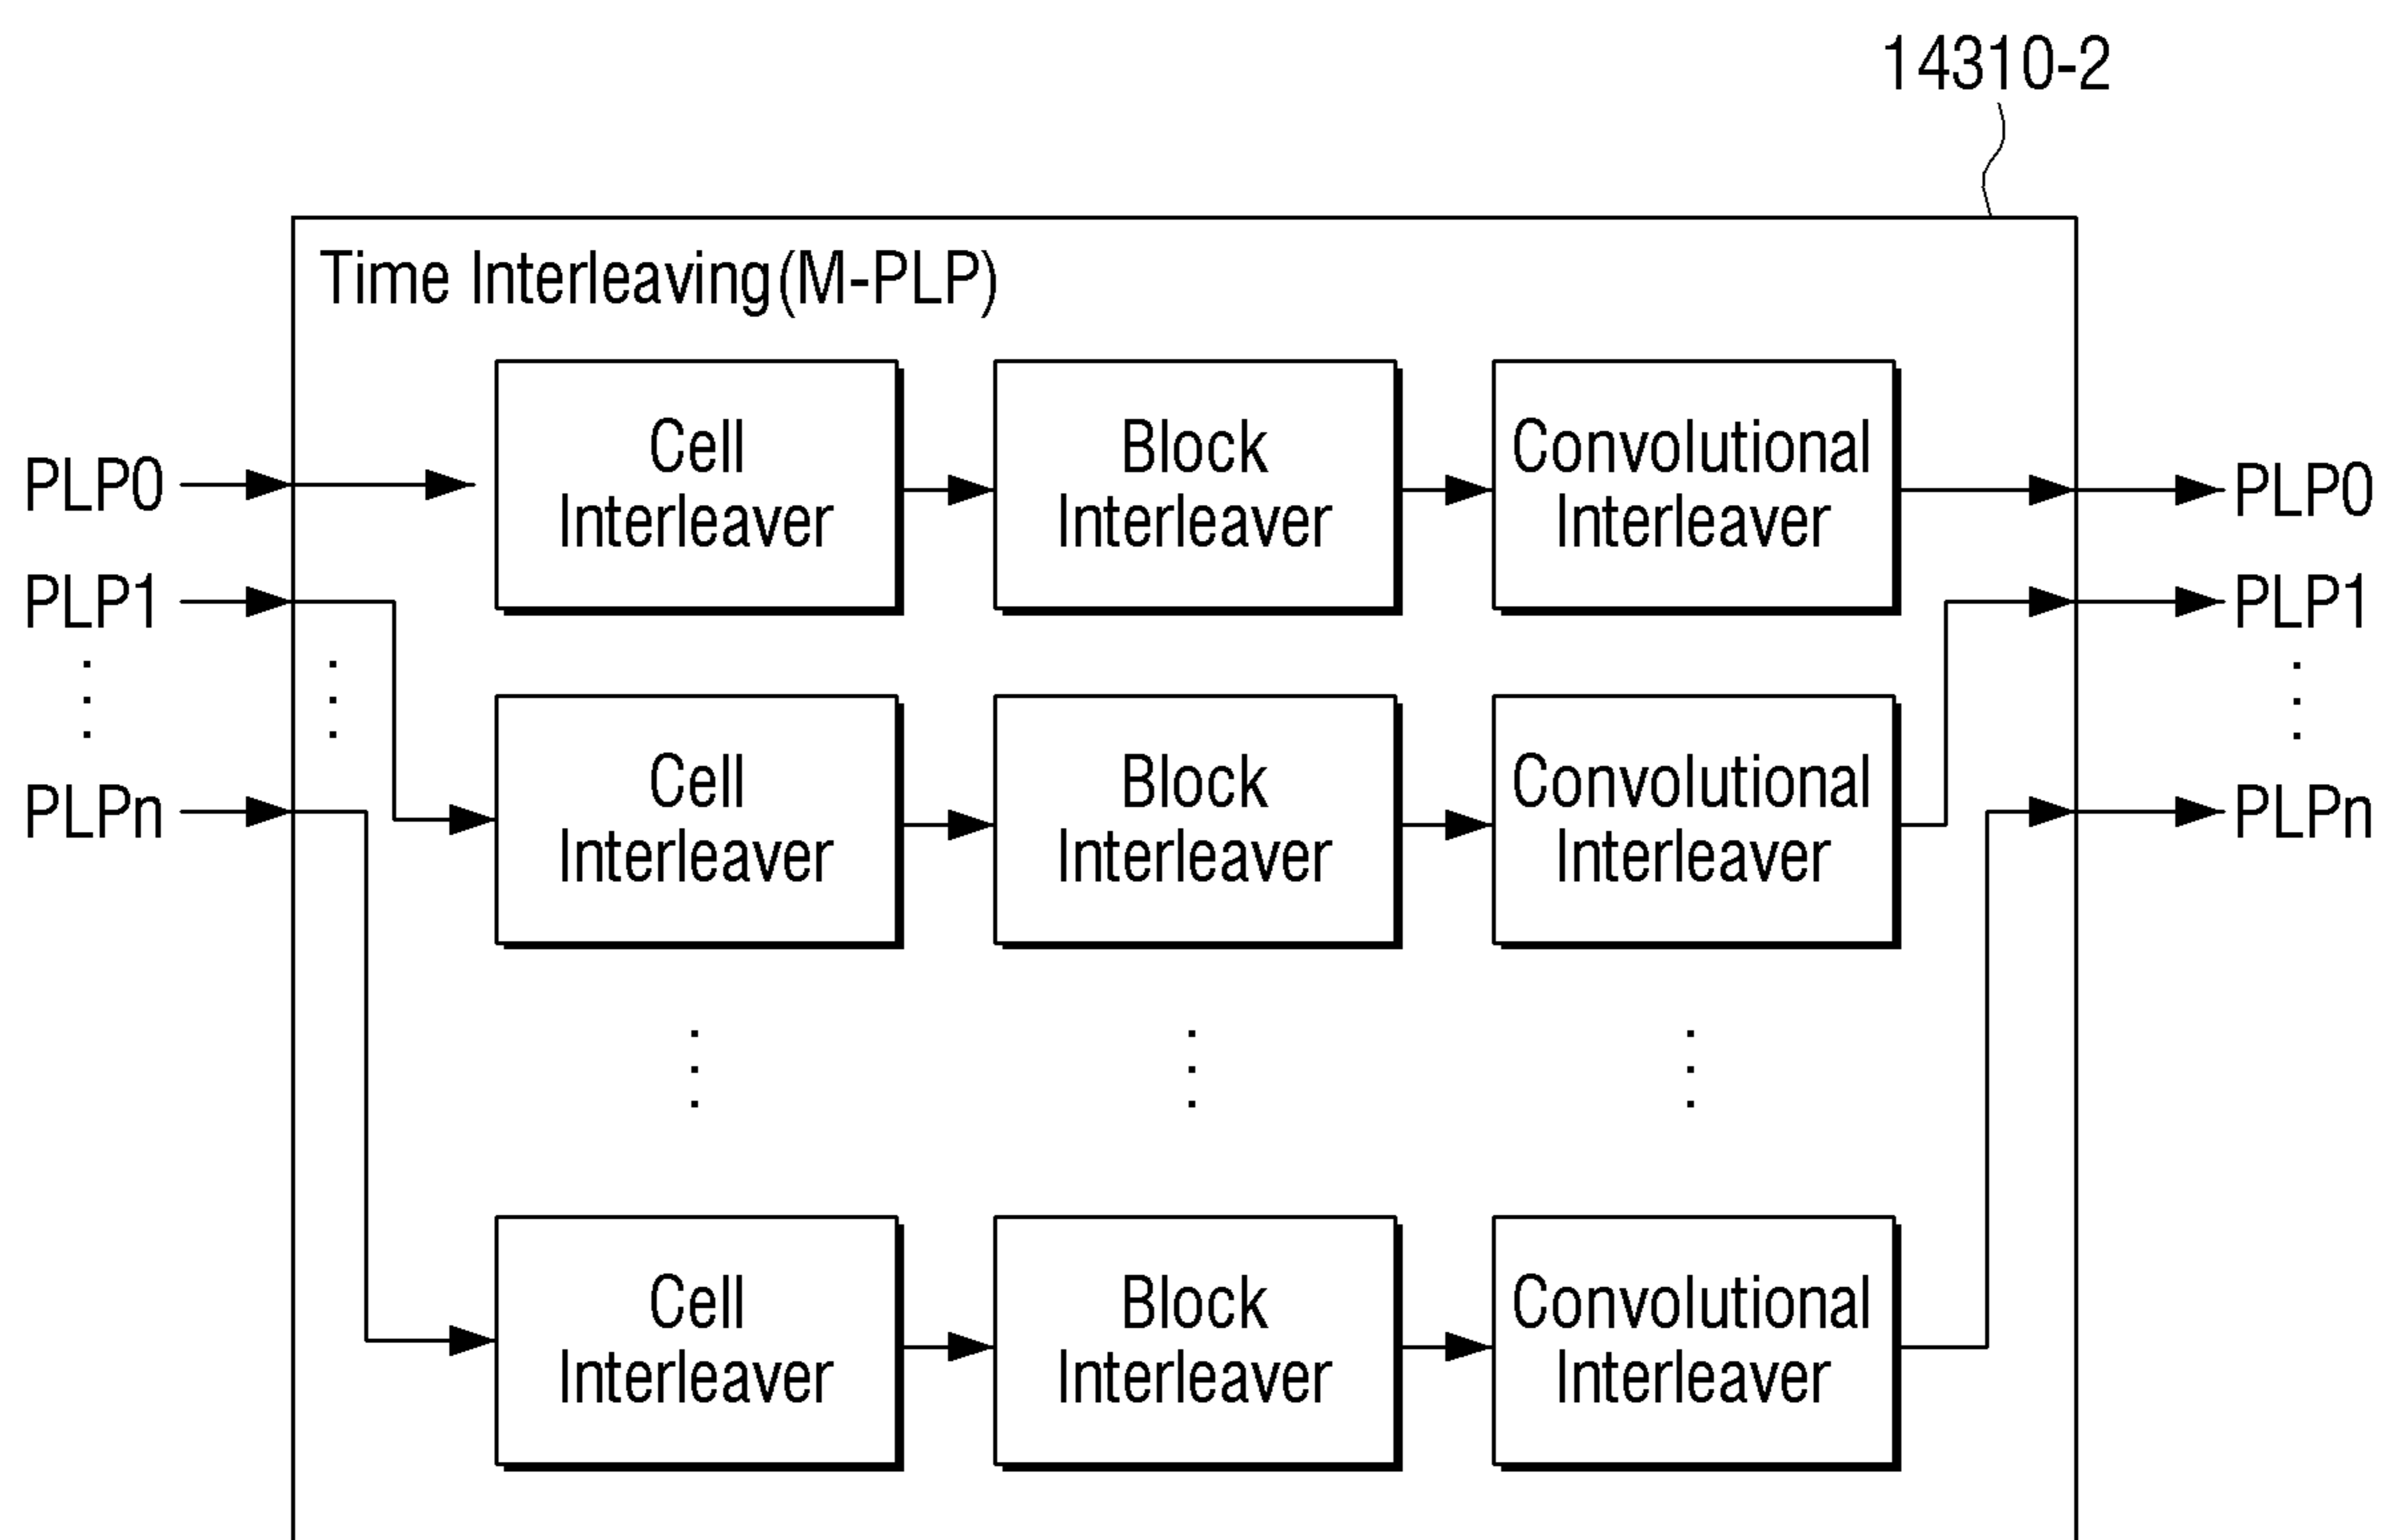 14310-2
Time Interleaving(M-PLP)
PLP0
Cell
Interleaver
Block
Interleaver
Convolutional
Interleaver
PLP0
PLP1
PLP1
PLPn
Cell
Interleaver
Block
Interleaver
Convolutional
Interleaver
PLPn
Cell
Interleaver
Block
Interleaver
Convolutional
Interleaver